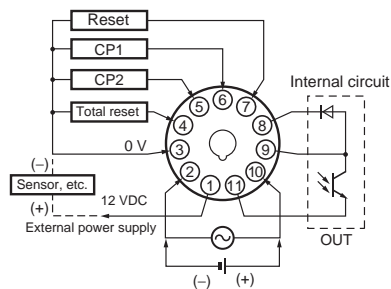 Reset
CP1
CP2
Total reset
Internal circuit
5 6 7
4 8
0 V 3 9
2 10
1 11
(−)
Sensor, etc.
(+)
12 VDC
External power supply
OUT
(−) (+)